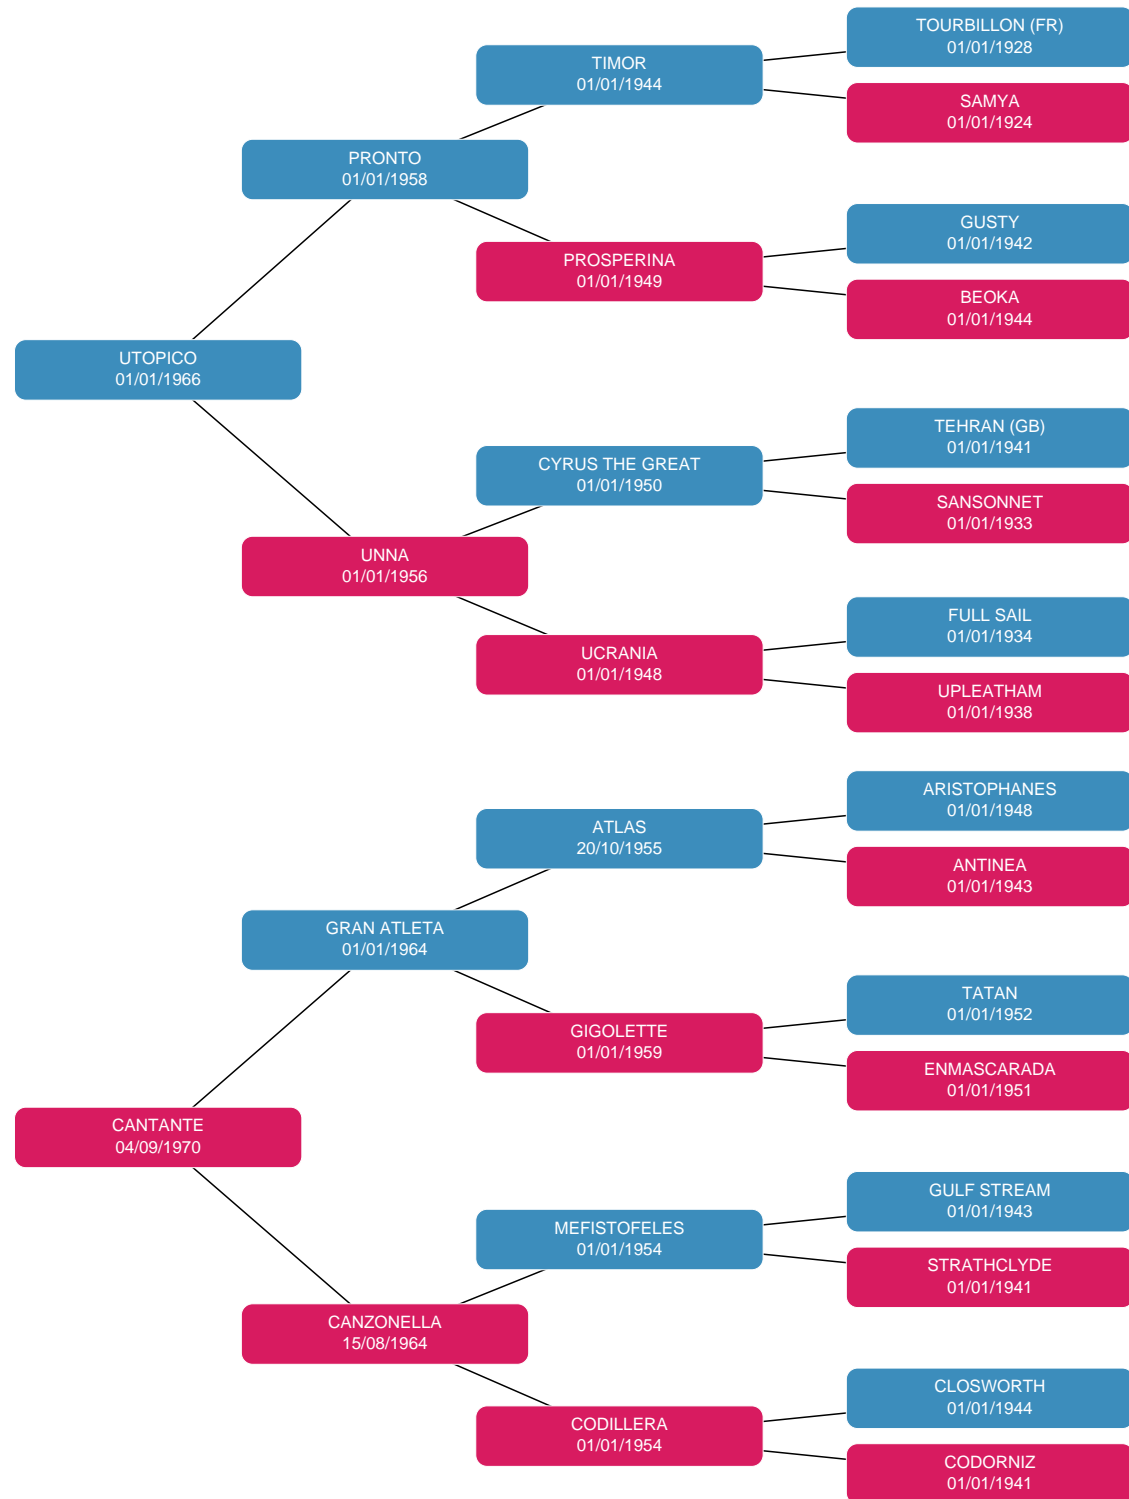 TOURBILLON (FR)
01/01/1928
TIMOR
01/01/1944
SAMYA
01/01/1924
PRONTO
01/01/1958
GUSTY
01/01/1942
PROSPERINA
01/01/1949
BEOKA
01/01/1944
UTOPICO
01/01/1966
TEHRAN (GB)
01/01/1941
CYRUS THE GREAT
01/01/1950
SANSONNET
01/01/1933
UNNA
01/01/1956
FULL SAIL
01/01/1934
UCRANIA
01/01/1948
UPLEATHAM
01/01/1938
ARISTOPHANES
01/01/1948
ATLAS
20/10/1955
ANTINEA
01/01/1943
GRAN ATLETA
01/01/1964
TATAN
01/01/1952
GIGOLETTE
01/01/1959
ENMASCARADA
01/01/1951
CANTANTE
04/09/1970
GULF STREAM
01/01/1943
MEFISTOFELES
01/01/1954
STRATHCLYDE
01/01/1941
CANZONELLA
15/08/1964
CLOSWORTH
01/01/1944
CODILLERA
01/01/1954
CODORNIZ
01/01/1941